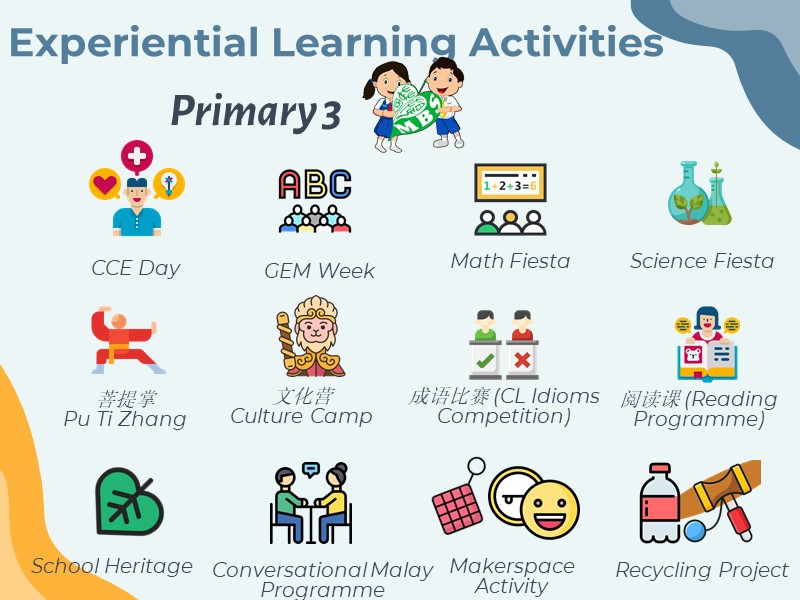 Experiential Learning Activities
Primary 3
MBS
ABC
1+2+3=6
CCE Day
GEM Week
Math Fiesta
Science Fiesta
菩提掌
Pu Ti Zhang
文化营
Culture Camp
成语比赛 (CL Idioms
Competition)
阅读课 (Reading
Programme)
School Heritage
Conversational Malay
Programme
Makerspace
Activity
Recycling Project